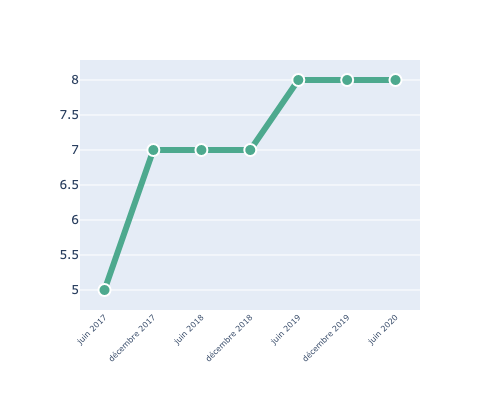 8
7.5
7
6.5
6
5.5
5
juin 2017
décembre 2017
juin 2018
décembre 2018
juin 2019
décembre 2019
juin 2020